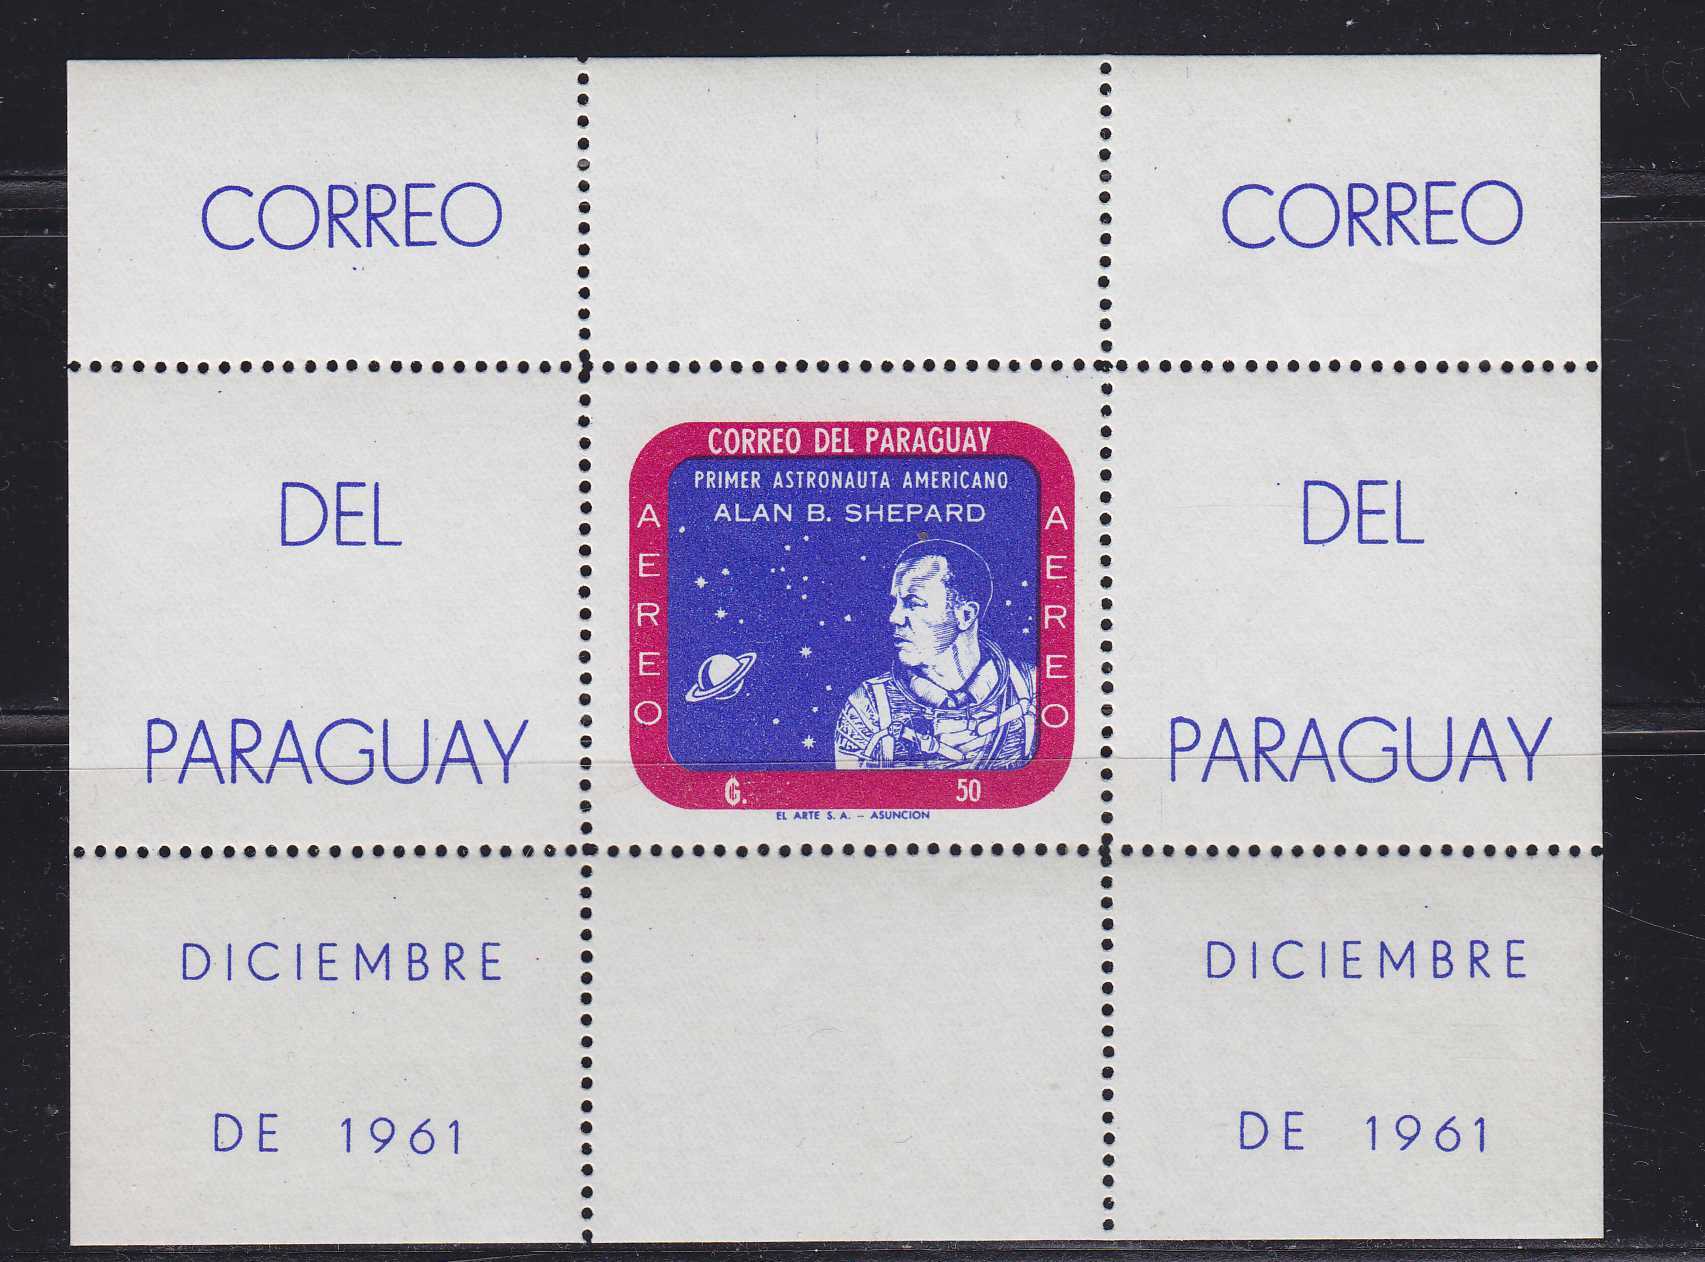 CORREO
DEL
PARAGUAY
DICIEMBRE
DE 1961
CORREO DEL PARAGUAY
PRIMER ASTRONAUTA AMERICANO
ALAN B. SHEPARD
AEREO
AEREO
₲. 50
EL ARTE S. A. – ASUNCION
CORREO
DEL
PARAGUAY
DICIEMBRE
DE 1961